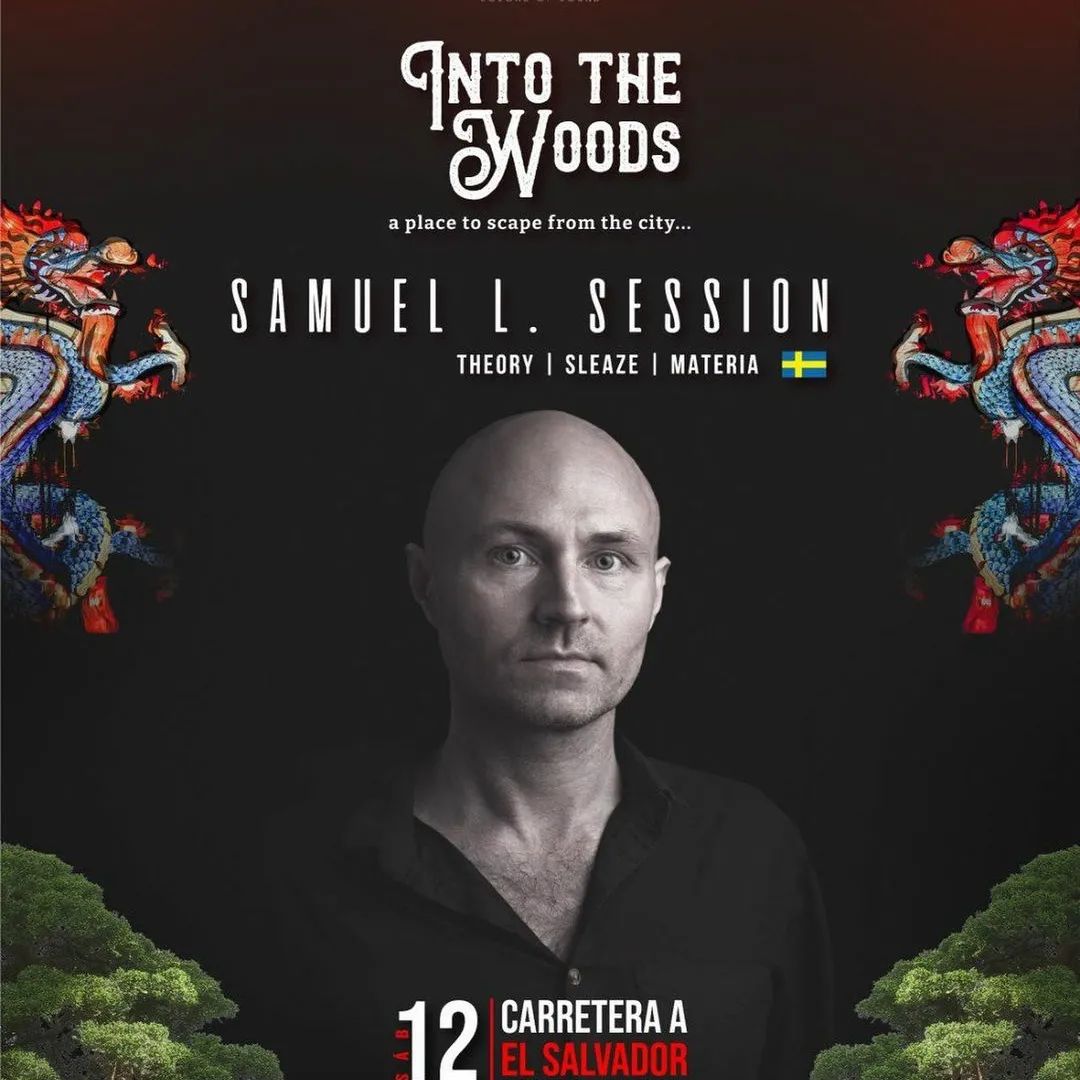 INTO THE
WOODS
a place to scape from the city...
SAMUEL L. SESSION
THEORY | SLEAZE | MATERIA
SÁB
12
CARRETERA A
EL SALVADOR